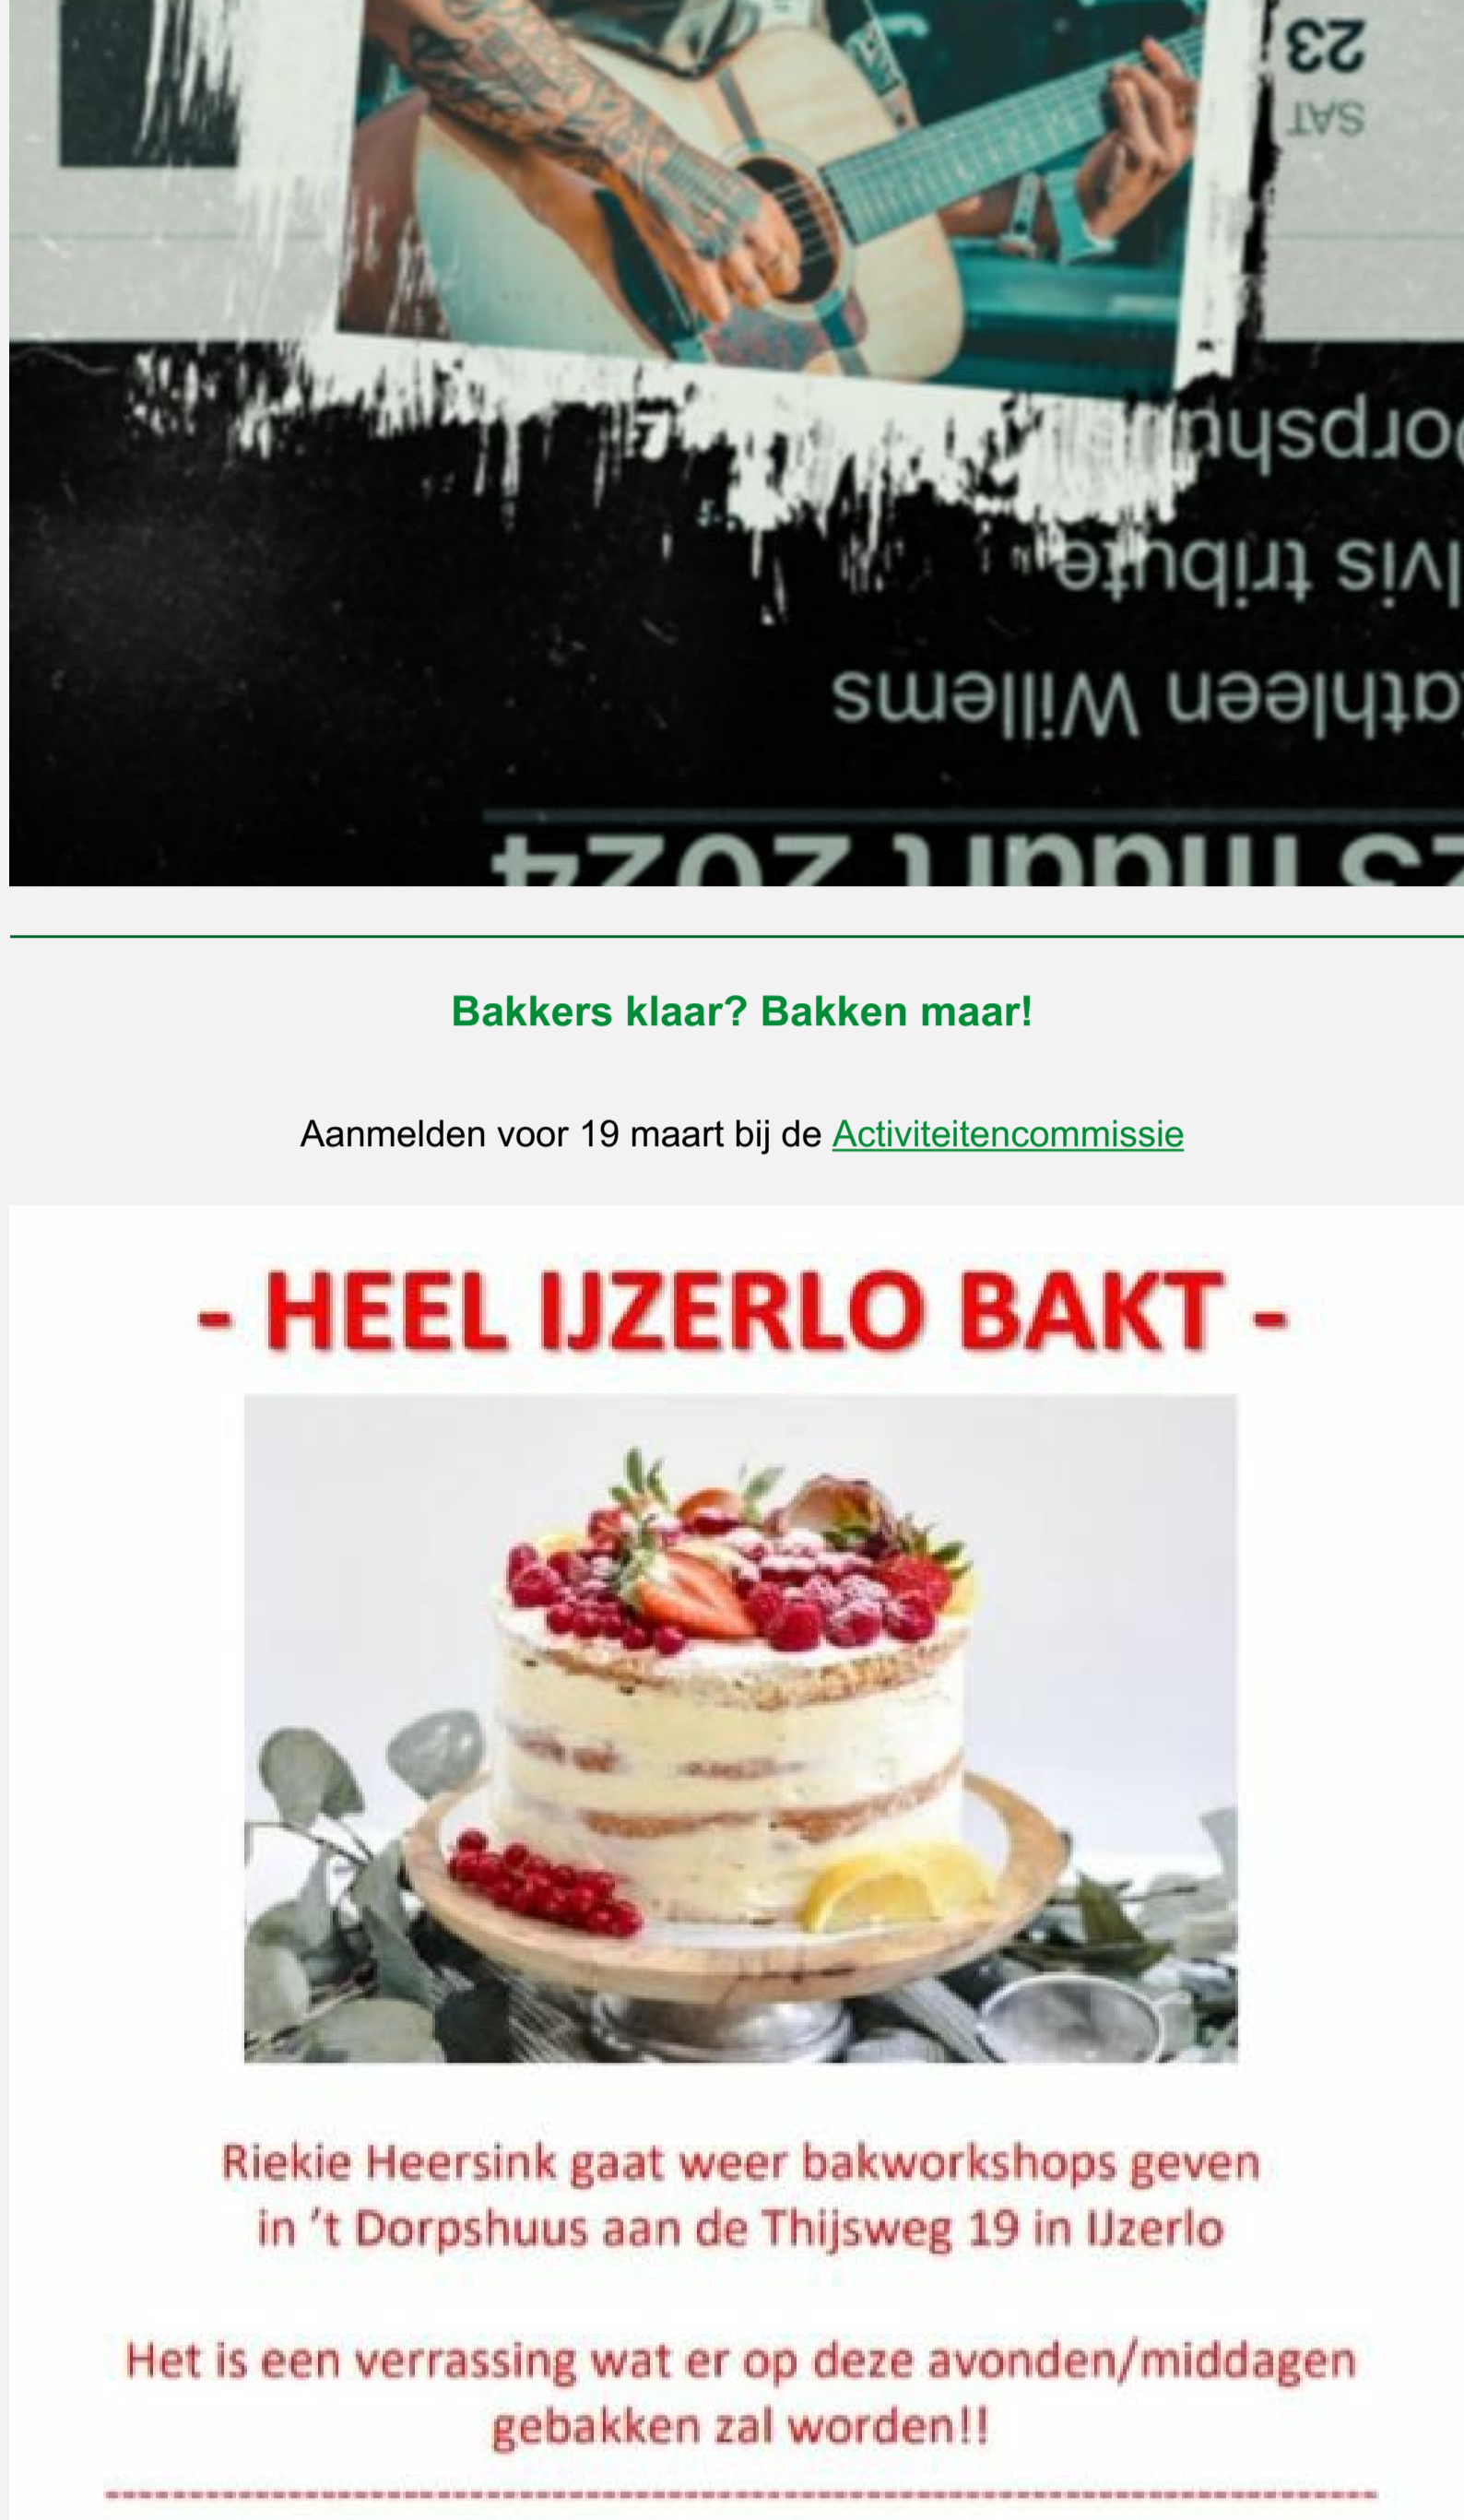 23 maart 2024
athleen Willems
lvis tribute
Dorpshu
SAT
23
Bakkers klaar? Bakken maar!
Aanmelden voor 19 maart bij de Activiteitencommissie
- HEEL IJZERLO BAKT -
Riekie Heersink gaat weer bakworkshops geven
in ’t Dorpshuus aan de Thijsweg 19 in IJzerlo
Het is een verrassing wat er op deze avonden/middagen
gebakken zal worden!!